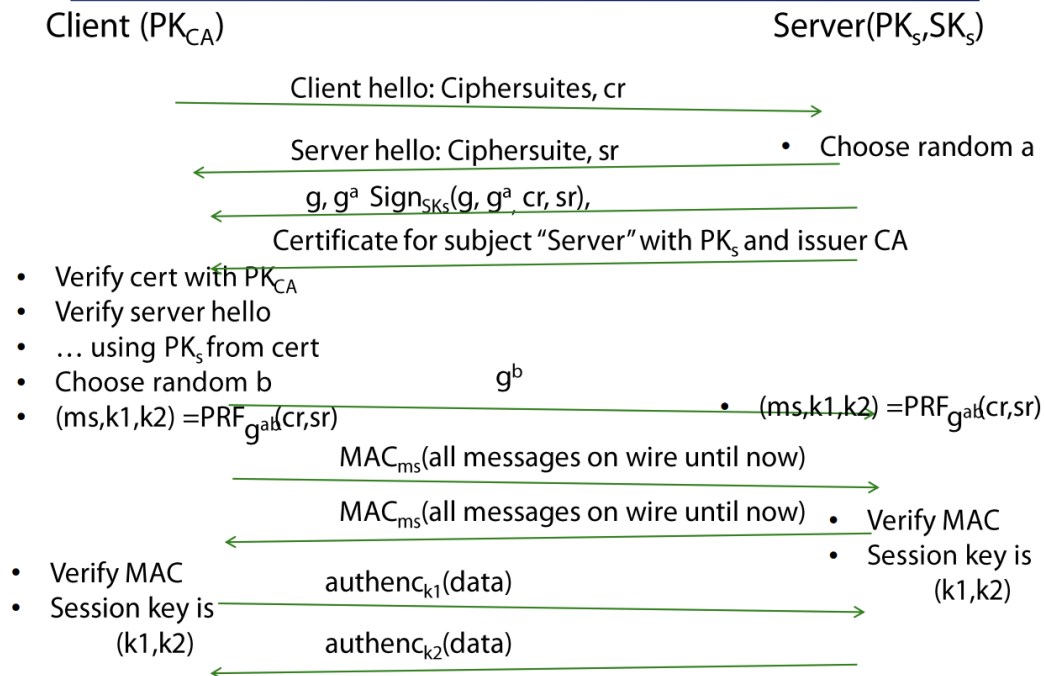 Client (PK_CA)
Server(PK_s,SK_s)
Client hello: Ciphersuites, cr
Server hello: Ciphersuite, sr
• Choose random a
g, g^a Sign_SKs(g, g^a, cr, sr),
Certificate for subject “Server” with PK_s and issuer CA
• Verify cert with PK_CA
• Verify server hello
• … using PK_s from cert
• Choose random b
g^b
• (ms,k1,k2) =PRF_g^ab(cr,sr)
• (ms,k1,k2) =PRF_g^ab(cr,sr)
MAC_ms(all messages on wire until now)
MAC_ms(all messages on wire until now)
• Verify MAC
• Session key is
(k1,k2)
• Verify MAC
• Session key is
(k1,k2)
authenc_k1(data)
authenc_k2(data)